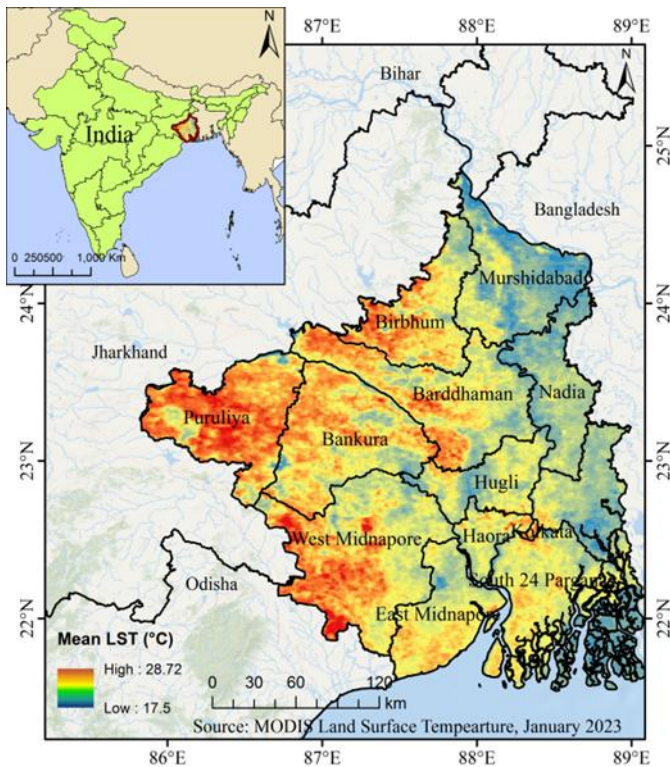 N
India
0 250500 1,000 Km
87°E 88°E 89°E
N
Bihar
25°N
Bangladesh
Murshidabad
24°N 24°N
Birbhum
Jharkhand
Barddhaman
Nadia
Puruliya
Bankura
23°N 23°N
Hugli
West Midnapore
Haora
Kolkata
Odisha
South 24 Pargana
22°N 22°N
East Midnapore
Mean LST (°C)
High : 28.72
Low : 17.5
0 30 60 120
km
Source: MODIS Land Surface Tempearture, January 2023
86°E 87°E 88°E 89°E